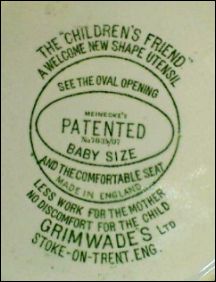 THE "CHILDREN'S FRIEND"
A WELCOME NEW SHAPE UTENSIL
SEE THE OVAL OPENING
MEINECKE'S
PATENTED
BABY SIZE
AND THE COMFORTABLE SEAT
MADE IN ENGLAND
LESS WORK FOR THE MOTHER
NO DISCOMFORT FOR THE CHILD
GRIMWADE'S LTD
STOKE-ON-TRENT, ENG.